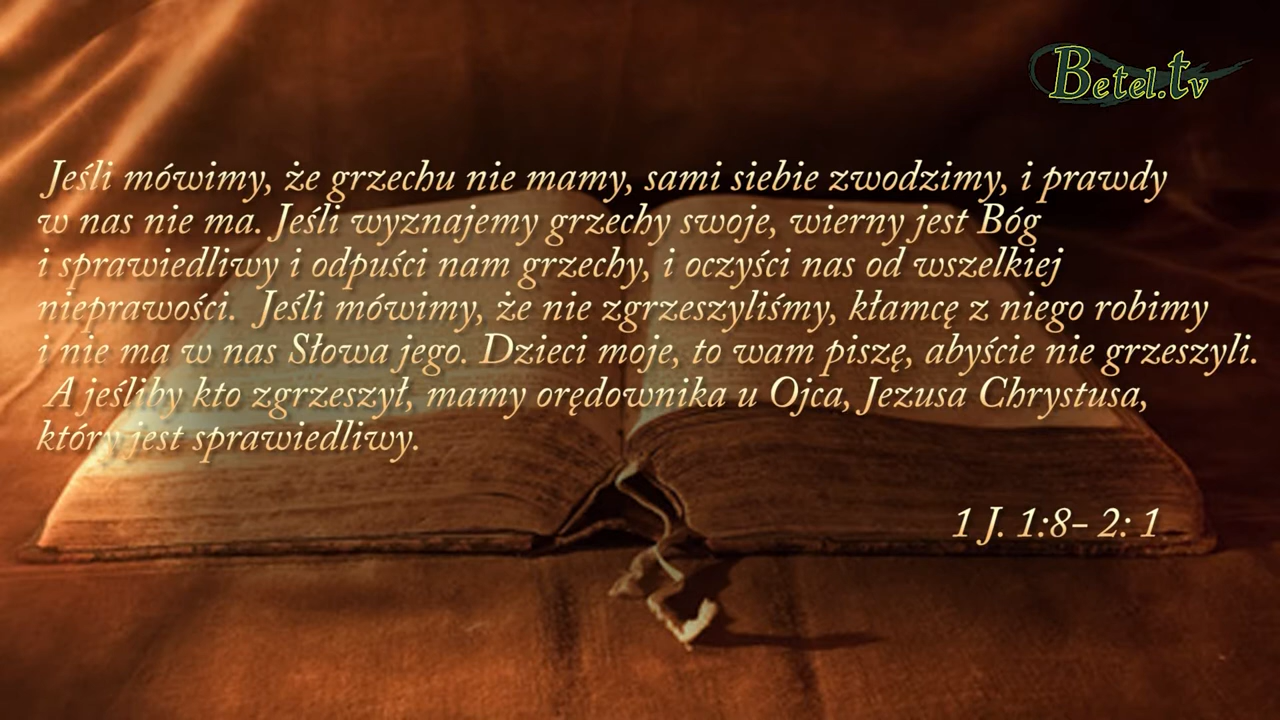 Betel.tv
Jeśli mówimy, że grzechu nie mamy, sami siebie zwodzimy, i prawdy
w nas nie ma. Jeśli wyznajemy grzechy swoje, wierny jest Bóg
i sprawiedliwy i odpuści nam grzechy, i oczyści nas od wszelkiej
nieprawości. Jeśli mówimy, że nie zgrzeszyliśmy, kłamcę z niego robimy
i nie ma w nas Słowa jego. Dzieci moje, to wam piszę, abyście nie grzeszyli.
A jeśliby kto zgrzeszył, mamy orędownika u Ojca, Jezusa Chrystusa,
który jest sprawiedliwy.
1 J. 1:8- 2: 1